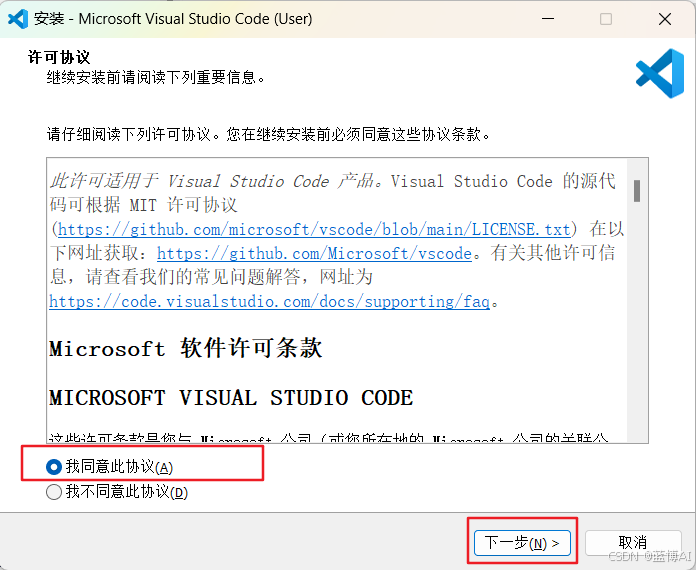 安装 - Microsoft Visual Studio Code (User)
许可协议
继续安装前请阅读下列重要信息。
请仔细阅读下列许可协议。您在继续安装前必须同意这些协议条款。
此许可适用于 Visual Studio Code 产品。Visual Studio Code 的源代
码可根据 MIT 许可协议
(https://github.com/microsoft/vscode/blob/main/LICENSE.txt) 在以
下网址获取：https://github.com/Microsoft/vscode。有关其他许可信
息，请查看我们的常见问题解答，网址为
https://code.visualstudio.com/docs/supporting/faq。
Microsoft 软件许可条款
MICROSOFT VISUAL STUDIO CODE
这些许可条款是您与 Microsoft 公司（或您所在地的 Microsoft 公司的关联公
我同意此协议(A)
我不同意此协议(D)
下一步(N) >
取消
CSDN @蓝博AI